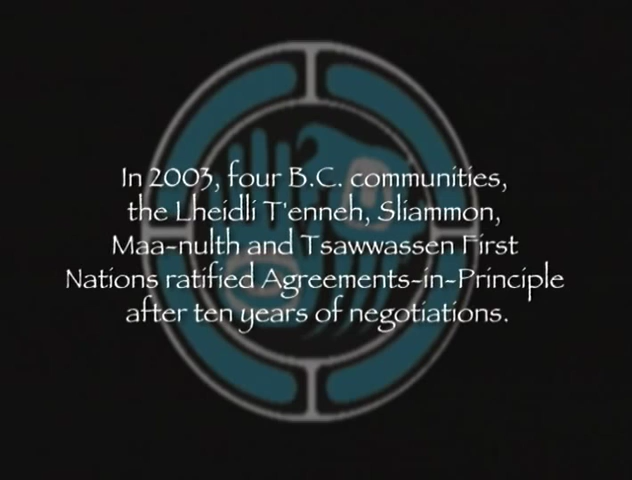 In 2003, four B.C. communities,
the Lheidli T'enneh, Sliammon,
Maa-nulth and Tsawwassen First
Nations ratified Agreements-in-Principle
after ten years of negotiations.